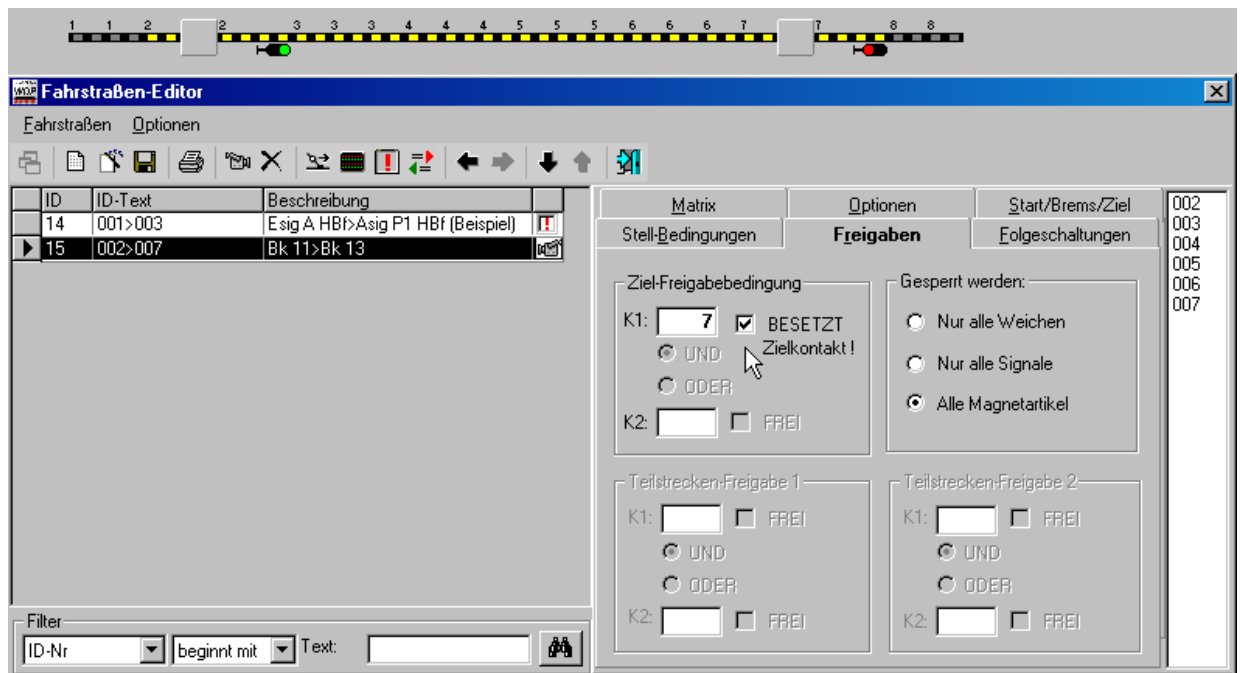 1 1 2 2 3 3 3 4 4 4 5 5 5 6 6 6 7 7 8 8
Fahrstraßen-Editor
Fahrstraßen Optionen
ID ID-Text Beschreibung
14 001>003 Esig A HBf>Asig P1 HBf (Beispiel)
15 002>007 Bk 11>Bk 13
Matrix Optionen Start/Brems/Ziel
Stell-Bedingungen Freigaben Folgeschaltungen
Ziel-Freigabebedingung
K1: 7 BESETZT
Zielkontakt !
UND
ODER
K2: FREI
Gesperrt werden:
Nur alle Weichen
Nur alle Signale
Alle Magnetartikel
Teilstrecken-Freigabe 1
K1: FREI
UND
ODER
K2: FREI
Teilstrecken-Freigabe 2
K1: FREI
UND
ODER
K2: FREI
002
003
004
005
006
007
Filter
ID-Nr beginnt mit Text: